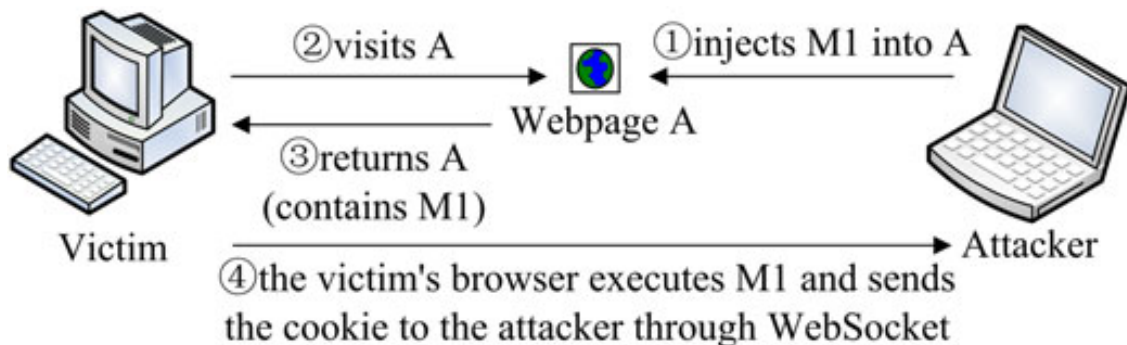 ②visits A
①injects M1 into A
Webpage A
③returns A
(contains M1)
Victim
Attacker
④the victim's browser executes M1 and sends
the cookie to the attacker through WebSocket